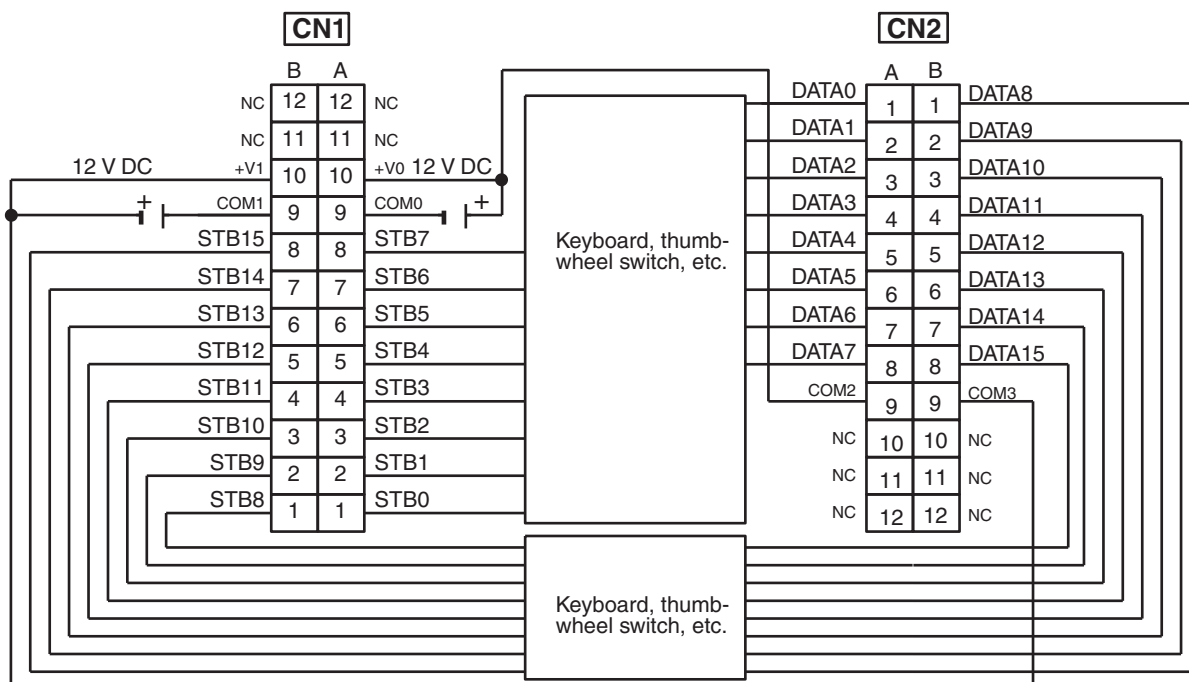 CN1 CN2
B A A B
NC 12 12 NC DATA0 1 1 DATA8
NC 11 11 NC DATA1 2 2 DATA9
12 V DC +V1 10 10 +V0 12 V DC DATA2 3 3 DATA10
+ COM1 9 9 COM0 + DATA3 4 4 DATA11
STB15 8 8 STB7 Keyboard, thumb-
wheel switch, etc. DATA4 5 5 DATA12
STB14 7 7 STB6 DATA5 6 6 DATA13
STB13 6 6 STB5 DATA6 7 7 DATA14
STB12 5 5 STB4 DATA7 8 8 DATA15
STB11 4 4 STB3 COM2 9 9 COM3
STB10 3 3 STB2 NC 10 10 NC
STB9 2 2 STB1 NC 11 11 NC
STB8 1 1 STB0 NC 12 12 NC
Keyboard, thumb-
wheel switch, etc.